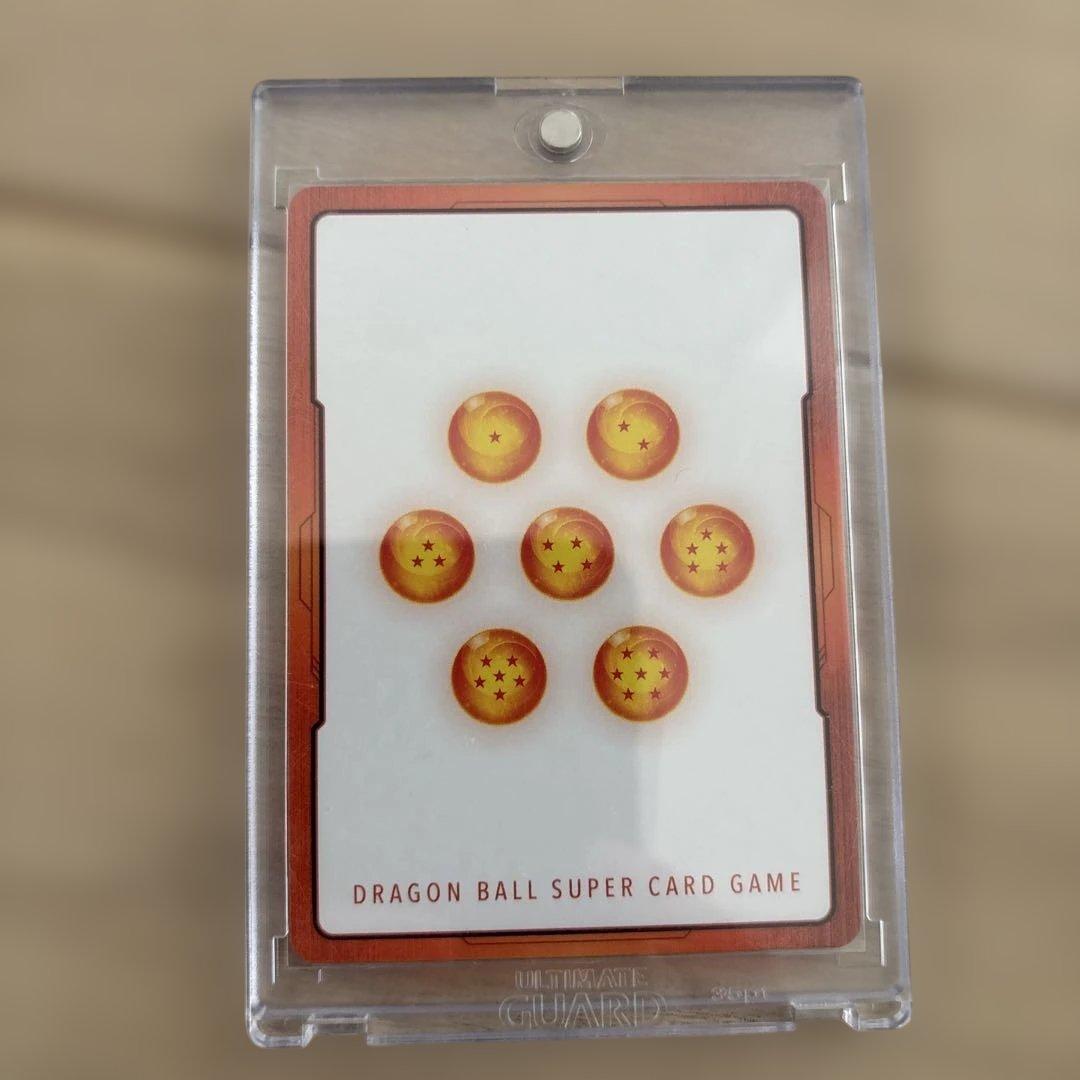 DRAGON BALL SUPER CARD GAME
ULTIMATE
GUARD